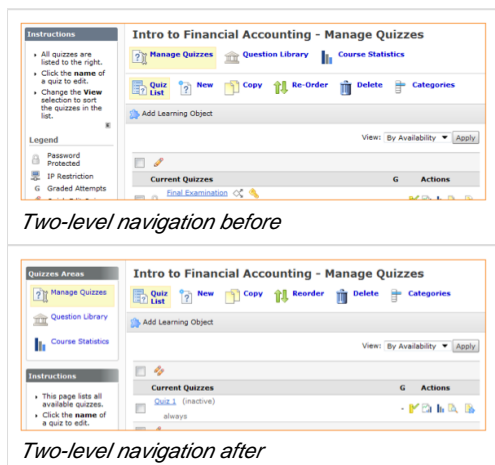 Instructions
All quizzes are
listed to the right.
Click the name of
a quiz to edit.
Change the View
selection to sort
the quizzes in the
list.
Legend
Password
Protected
IP Restriction
G Graded Attempts
Intro to Financial Accounting - Manage Quizzes
Manage Quizzes Question Library Course Statistics
Quiz List New Copy Re-Order Delete Categories
Add Learning Object
View: By Availability Apply
Current Quizzes G Actions
Final Examination
Two-level navigation before
Quizzes Areas
Manage Quizzes
Question Library
Course Statistics
Instructions
This page lists all
available quizzes.
Click the name of
a quiz to edit.
Intro to Financial Accounting - Manage Quizzes
Quiz List New Copy Reorder Delete Categories
Add Learning Object
View: By Availability Apply
Current Quizzes G Actions
Quiz 1 (inactive) -
always
Two-level navigation after